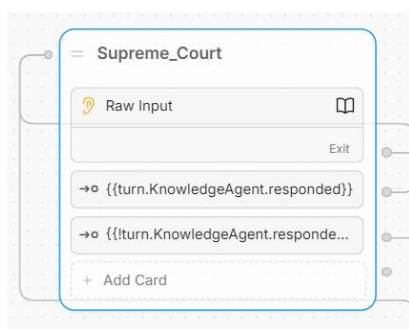 Supreme_Court
Raw Input
Exit
{{turn.KnowledgeAgent.responded}}
{{!turn.KnowledgeAgent.responde...
+ Add Card